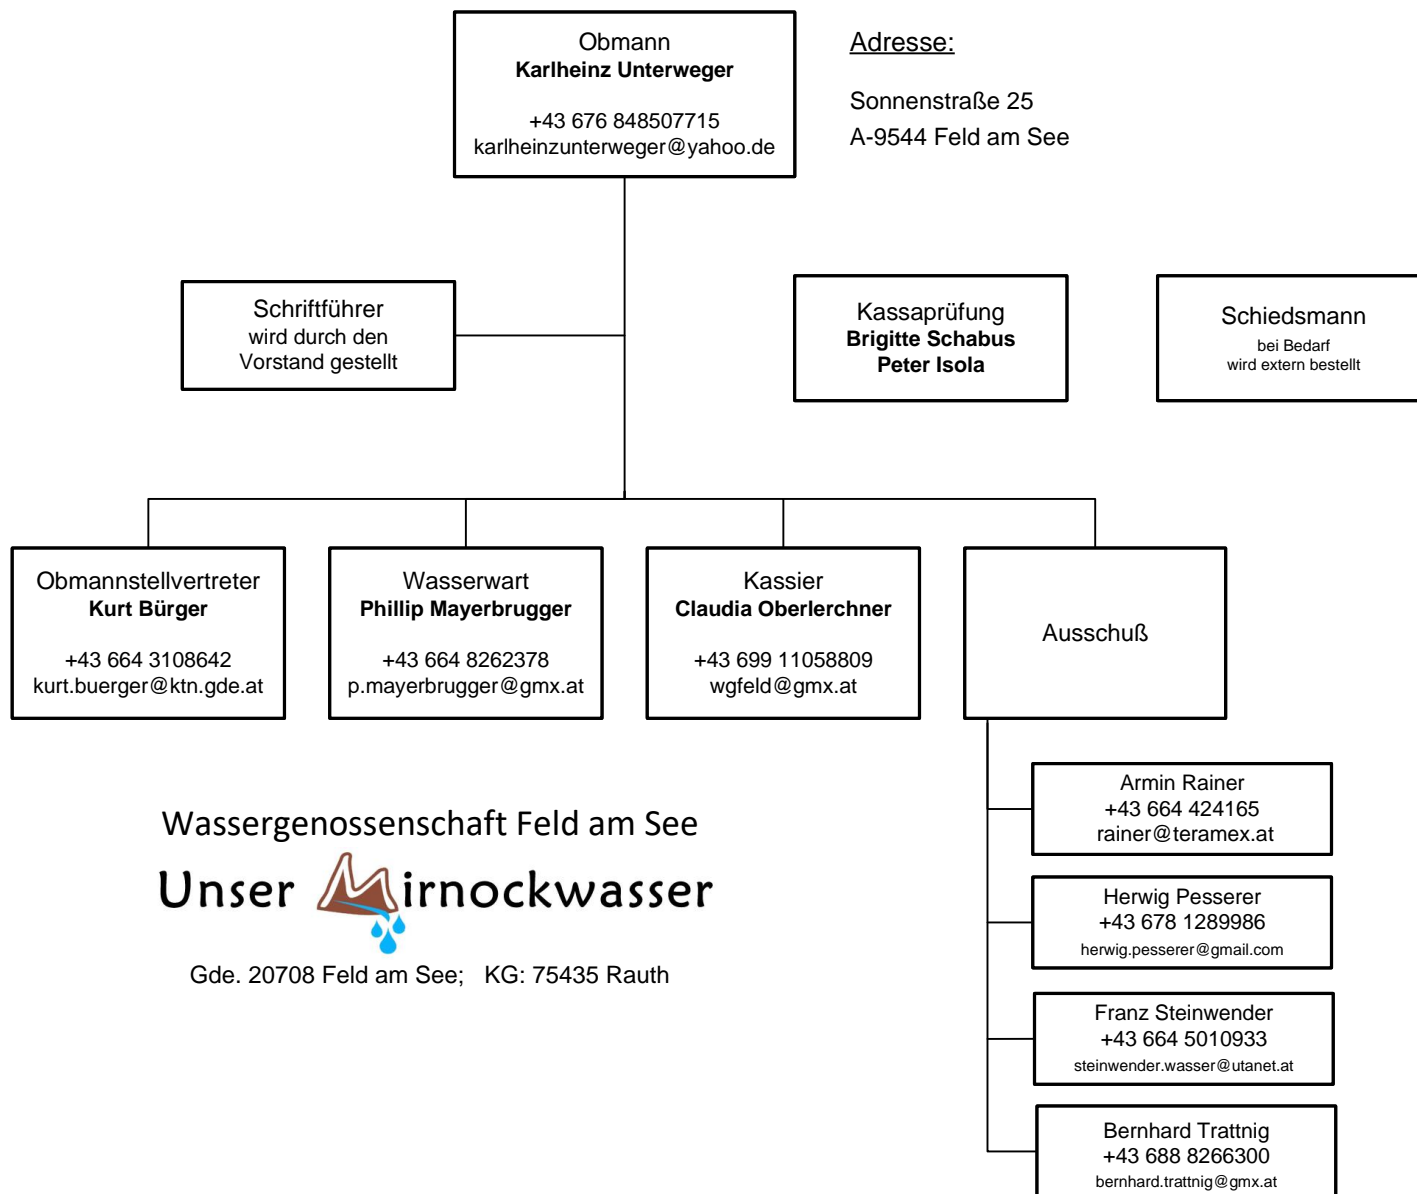 Obmann
Karlheinz Unterweger
+43 676 848507715
karlheinzunterweger@yahoo.de
Adresse:
Sonnenstraße 25
A-9544 Feld am See
Schriftführer
wird durch den
Vorstand gestellt
Kassaprüfung
Brigitte Schabus
Peter Isola
Schiedsmann
bei Bedarf
wird extern bestellt
Obmannstellvertreter
Kurt Bürger
+43 664 3108642
kurt.buerger@ktn.gde.at
Wasserwart
Phillip Mayerbrugger
+43 664 8262378
p.mayerbrugger@gmx.at
Kassier
Claudia Oberlerchner
+43 699 11058809
wgfeld@gmx.at
Ausschuß
Armin Rainer
+43 664 424165
rainer@teramex.at
Herwig Pesserer
+43 678 1289986
herwig.pesserer@gmail.com
Franz Steinwender
+43 664 5010933
steinwender.wasser@utanet.at
Bernhard Trattnig
+43 688 8266300
bernhard.trattnig@gmx.at
Wassergenossenschaft Feld am See
Unser Mirnockwasser
Gde. 20708 Feld am See; KG: 75435 Rauth